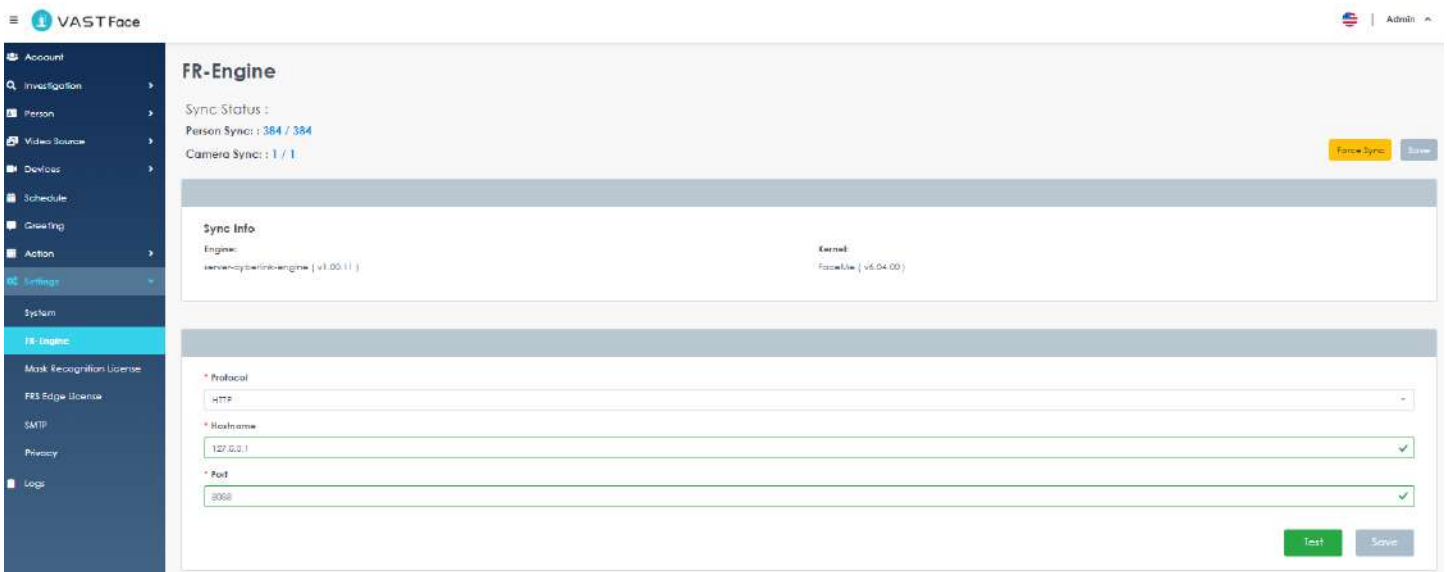 VASTFace
Admin
Account
Investigation
Person
Video Source
Devices
Schedule
Greeting
Action
Settings
System
FR-Engine
Mask Recognition License
FRS Edge License
SMTP
Privacy
Logs
FR-Engine
Sync Status :
Person Sync: : 384 / 384
Camera Sync: : 1 / 1
Force Sync
Save
Sync Info
Engine:
server-cyberlink-engine ( v1.00.11 )
Kernel:
FaceMe ( v6.04.00 )
* Protocol
HTTP
* Hostname
127.0.0.1
* Port
Test
Save